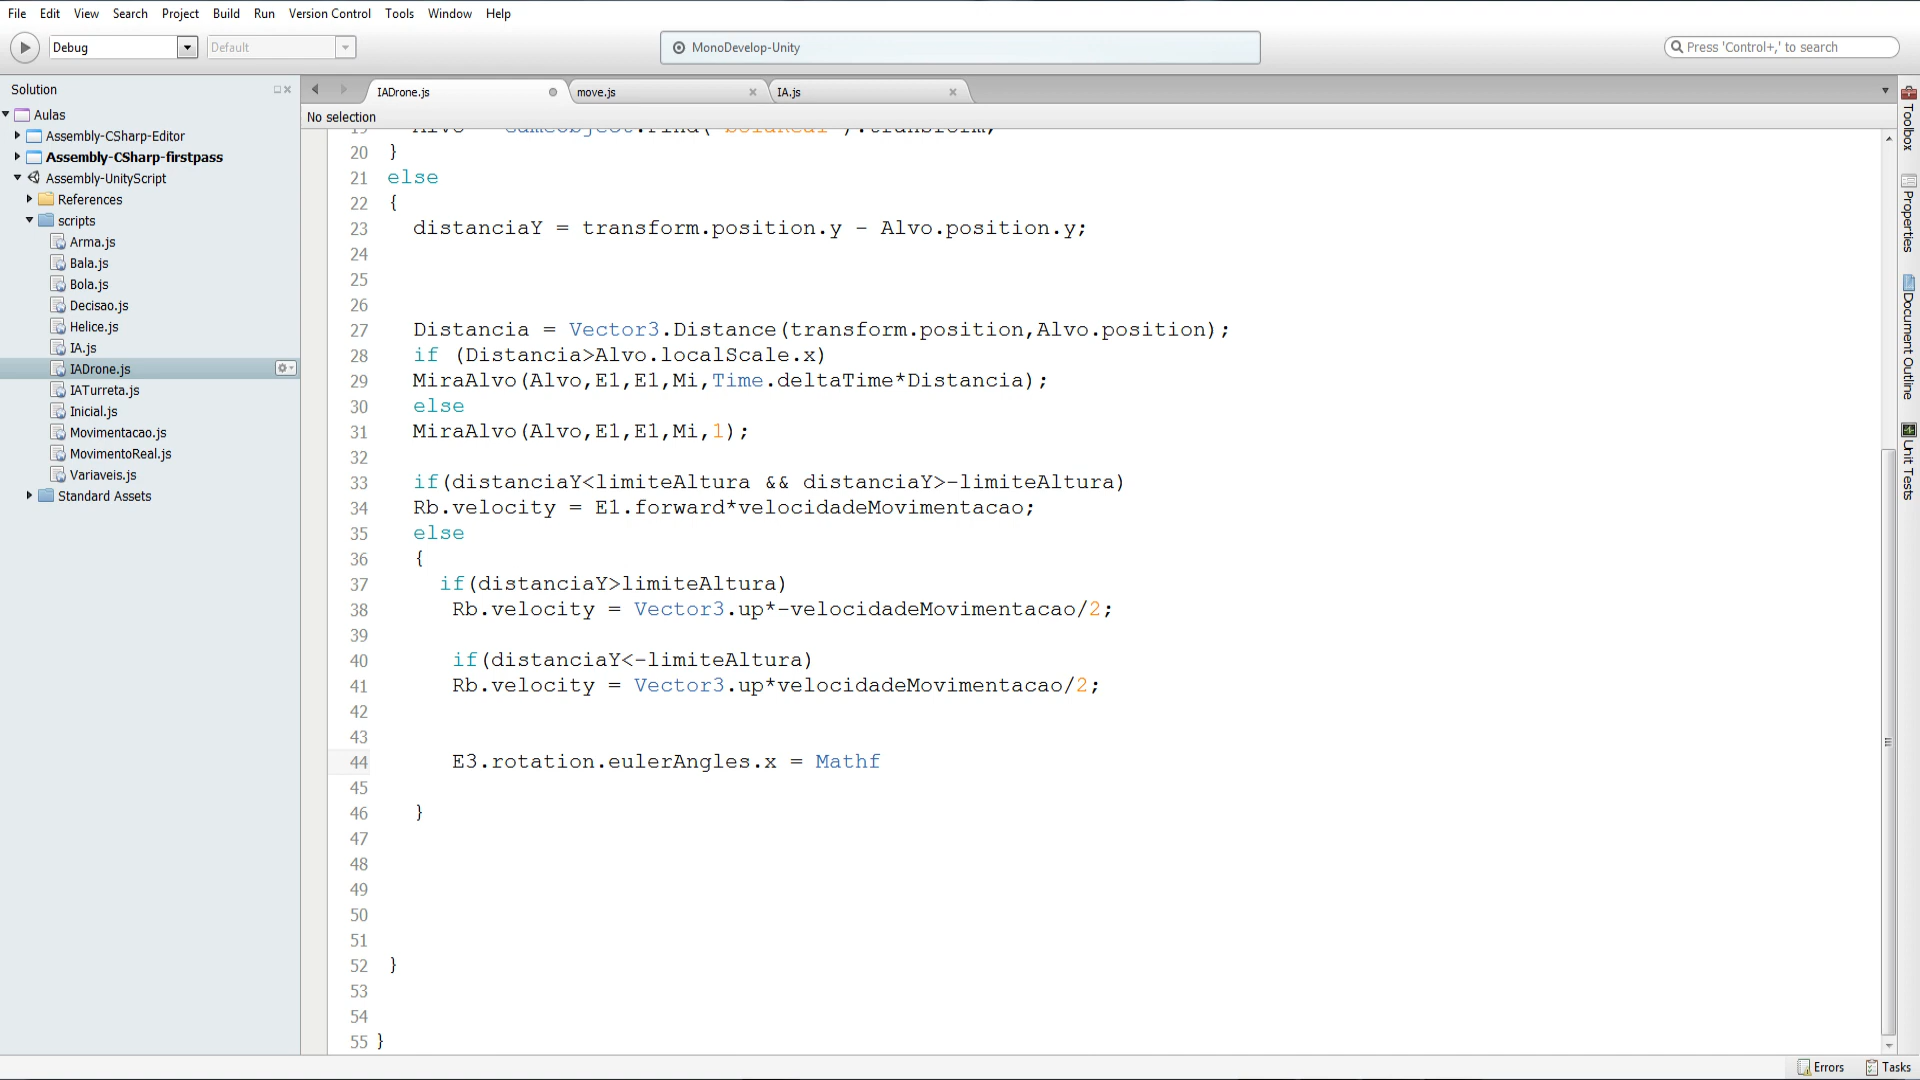 File Edit View Search Project Build Run Version Control Tools Window Help
Debug
Default
MonoDevelop-Unity
Press 'Control+,' to search
Solution
IADrone.js
move.js
IA.js
No selection
Aulas
Assembly-CSharp-Editor
Assembly-CSharp-firstpass
Assembly-UnityScript
References
scripts
Arma.js
Bala.js
Bola.js
Decisao.js
Helice.js
IA.js
IADrone.js
IATurreta.js
Inicial.js
Movimentacao.js
MovimentoReal.js
Variaveis.js
Standard Assets
20 }
21 else
22 {
23 distanciaY = transform.position.y - Alvo.position.y;
24
25
26
27 Distancia = Vector3.Distance(transform.position,Alvo.position);
28 if (Distancia>Alvo.localScale.x)
29 MiraAlvo(Alvo,E1,E1,Mi,Time.deltaTime*Distancia);
30 else
31 MiraAlvo(Alvo,E1,E1,Mi,1);
32
33 if(distanciaY<limiteAltura && distanciaY>-limiteAltura)
34 Rb.velocity = E1.forward*velocidadeMovimentacao;
35 else
36 {
37 if(distanciaY>limiteAltura)
38 Rb.velocity = Vector3.up*-velocidadeMovimentacao/2;
39
40 if(distanciaY<-limiteAltura)
41 Rb.velocity = Vector3.up*velocidadeMovimentacao/2;
42
43
44 E3.rotation.eulerAngles.x = Mathf
45
46 }
47
48
49
50
51
52 }
53
54
55 }
Toolbox
Properties
Document Outline
Unit Tests
Errors
Tasks